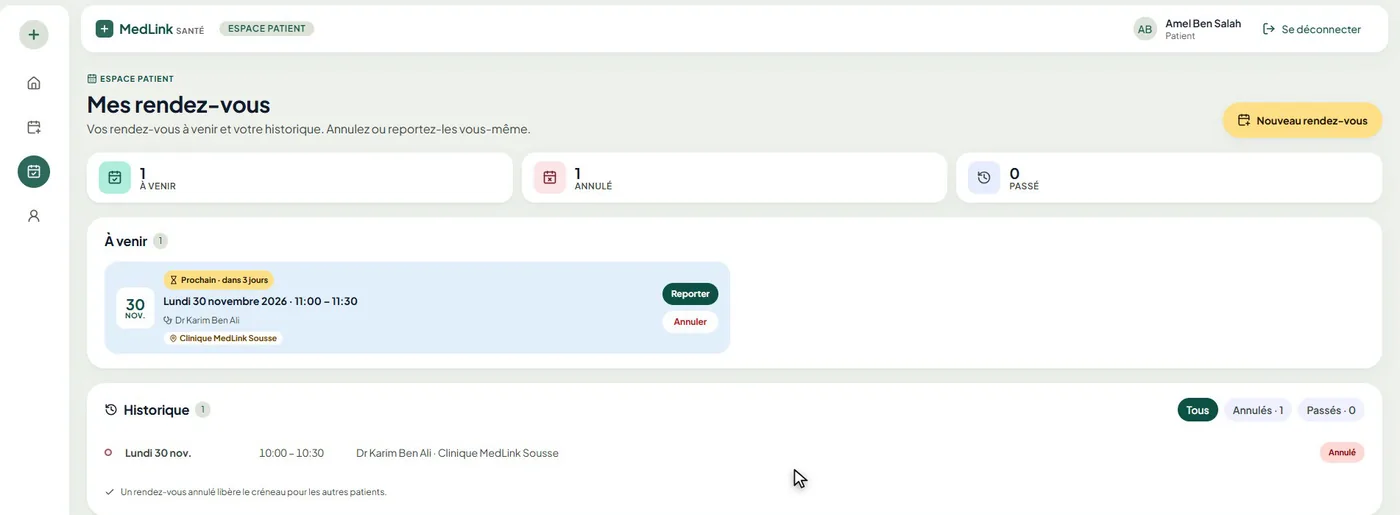 MedLink SANTÉ
ESPACE PATIENT
AB
Amel Ben Salah
Patient
Se déconnecter
ESPACE PATIENT
Mes rendez-vous
Vos rendez-vous à venir et votre historique. Annulez ou reportez-les vous-même.
Nouveau rendez-vous
1
À VENIR
1
ANNULÉ
0
PASSÉ
À venir 1
Prochain · dans 3 jours
30
NOV.
Lundi 30 novembre 2026 · 11:00 – 11:30
Dr Karim Ben Ali
Clinique MedLink Sousse
Reporter
Annuler
Historique 1
Tous
Annulés · 1
Passés · 0
Lundi 30 nov. 10:00 – 10:30 Dr Karim Ben Ali · Clinique MedLink Sousse Annulé
Un rendez-vous annulé libère le créneau pour les autres patients.